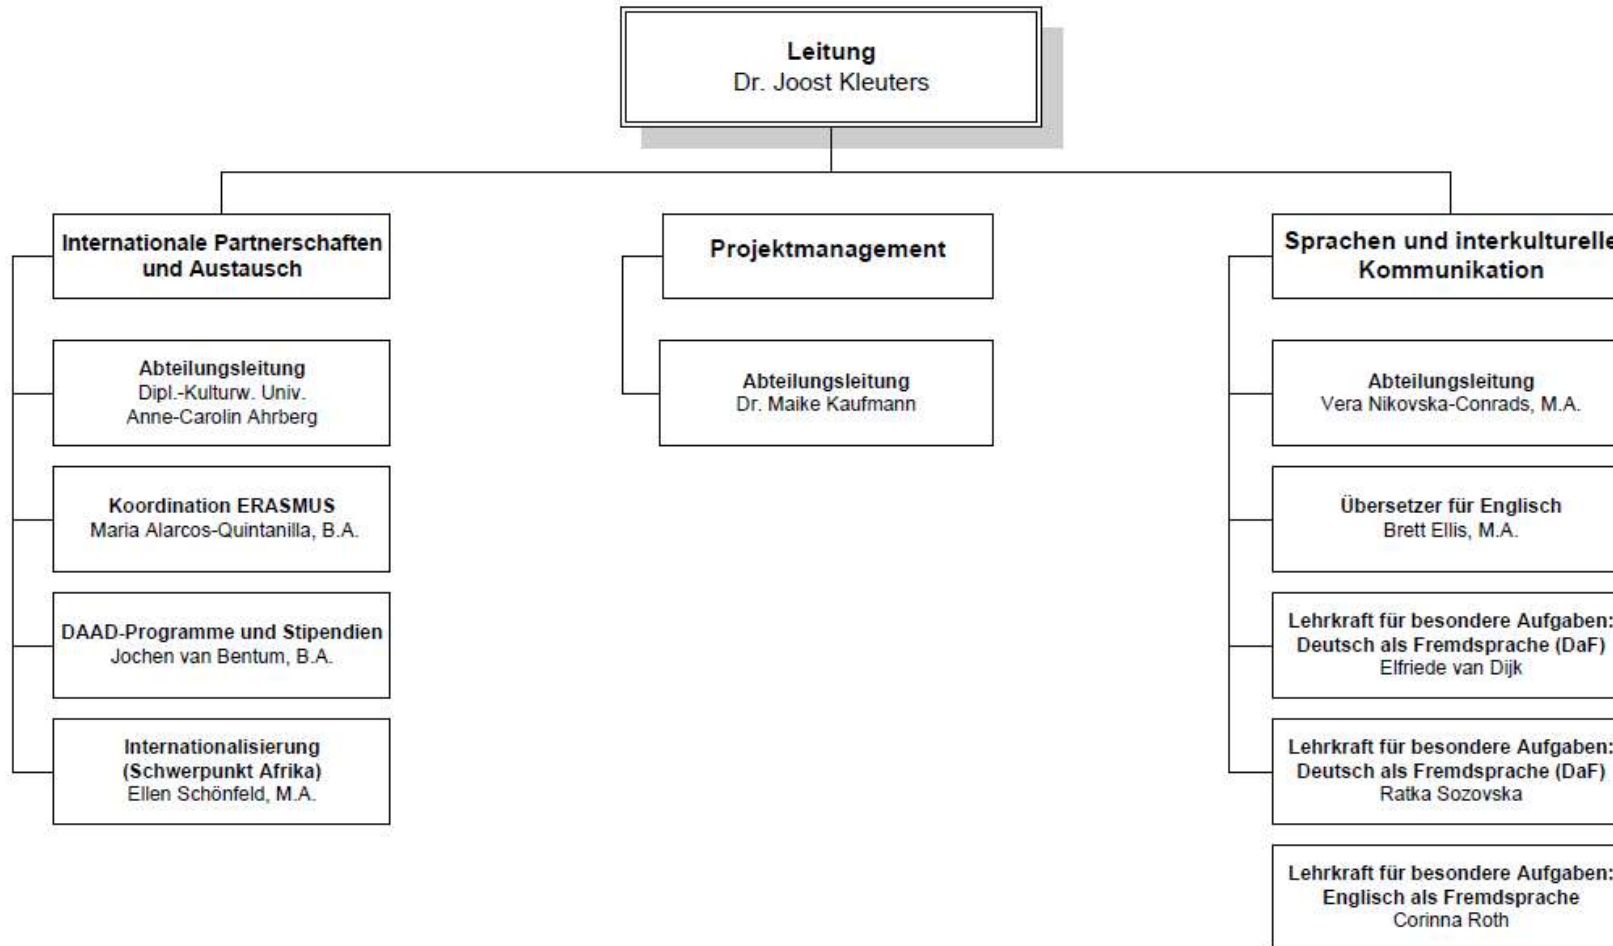 Leitung
Dr. Joost Kleuters
Internationale Partnerschaften
und Austausch
Abteilungsleitung
Dipl.-Kulturw. Univ.
Anne-Carolin Ahrberg
Koordination ERASMUS
Maria Alarcos-Quintanilla, B.A.
DAAD-Programme und Stipendien
Jochen van Bentum, B.A.
Internationalisierung
(Schwerpunkt Afrika)
Ellen Schönfeld, M.A.
Projektmanagement
Abteilungsleitung
Dr. Maike Kaufmann
Sprachen und interkulturelle
Kommunikation
Abteilungsleitung
Vera Nikovska-Conrads, M.A.
Übersetzer für Englisch
Brett Ellis, M.A.
Lehrkraft für besondere Aufgaben:
Deutsch als Fremdsprache (DaF)
Elfriede van Dijk
Lehrkraft für besondere Aufgaben:
Deutsch als Fremdsprache (DaF)
Ratka Sozovska
Lehrkraft für besondere Aufgaben:
Englisch als Fremdsprache
Corinna Roth